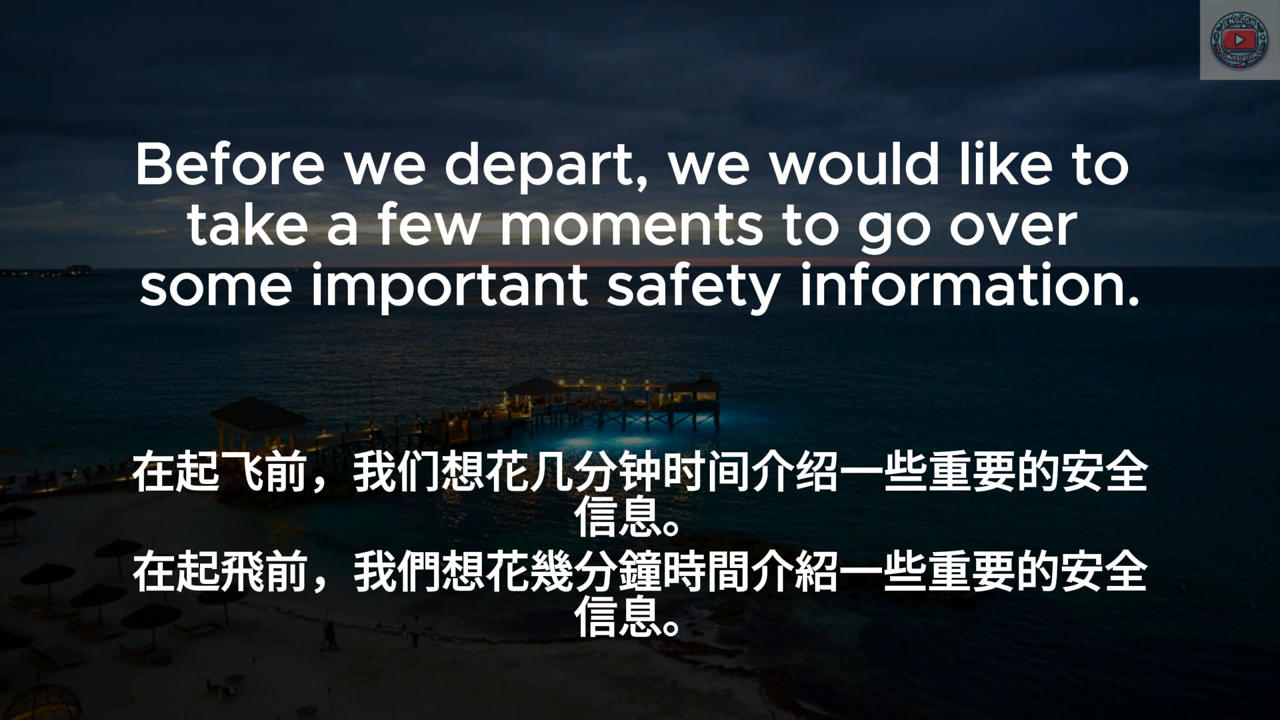 Before we depart, we would like to
take a few moments to go over
some important safety information.
在起飞前，我们想花几分钟时间介绍一些重要的安全
信息。
在起飛前，我們想花幾分鐘時間介紹一些重要的安全
信息。